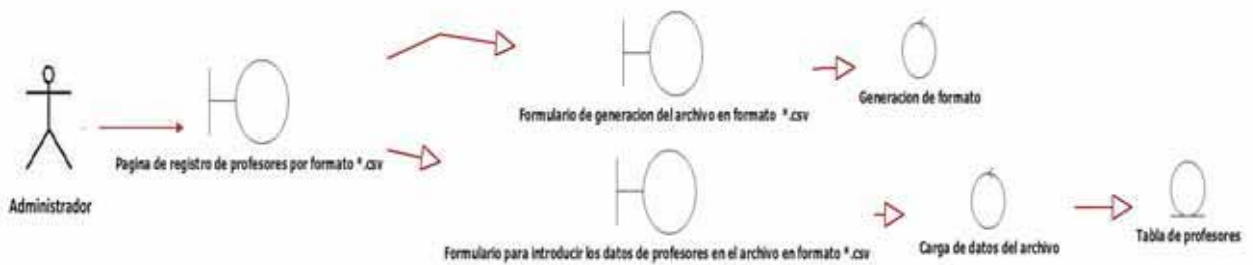 Administrador
Pagina de registro de profesores por formato *.csv
Formulario de generacion del archivo en formato *.csv
Generacion de formato
Formulario para introducir los datos de profesores en el archivo en formato *.csv
Carga de datos del archivo
Tabla de profesores